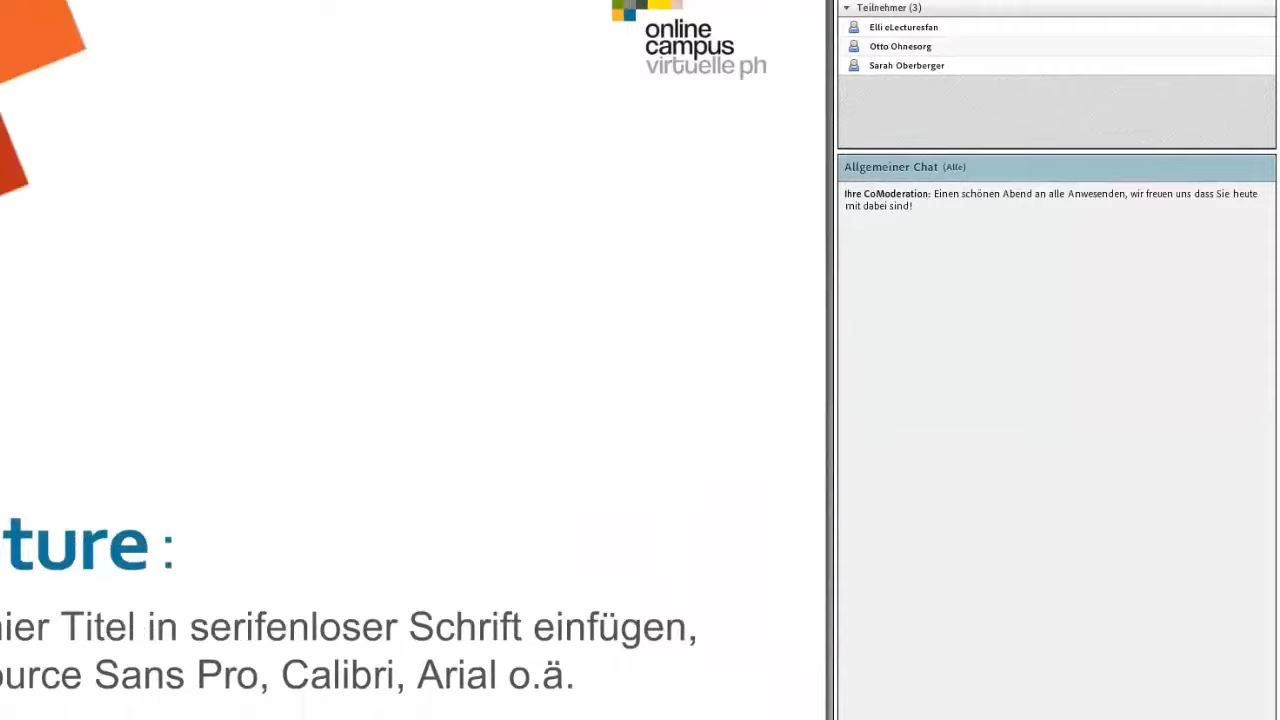 online
campus
virtuelle ph
ture:
hier Titel in serifenloser Schrift einfügen,
ource Sans Pro, Calibri, Arial o.ä.
Teilnehmer (3)
Elli eLecturesfan
Otto Ohnesorg
Sarah Oberberger
Allgemeiner Chat (Alle)
Ihre CoModeration: Einen schönen Abend an alle Anwesenden, wir freuen uns dass Sie heute
mit dabei sind!